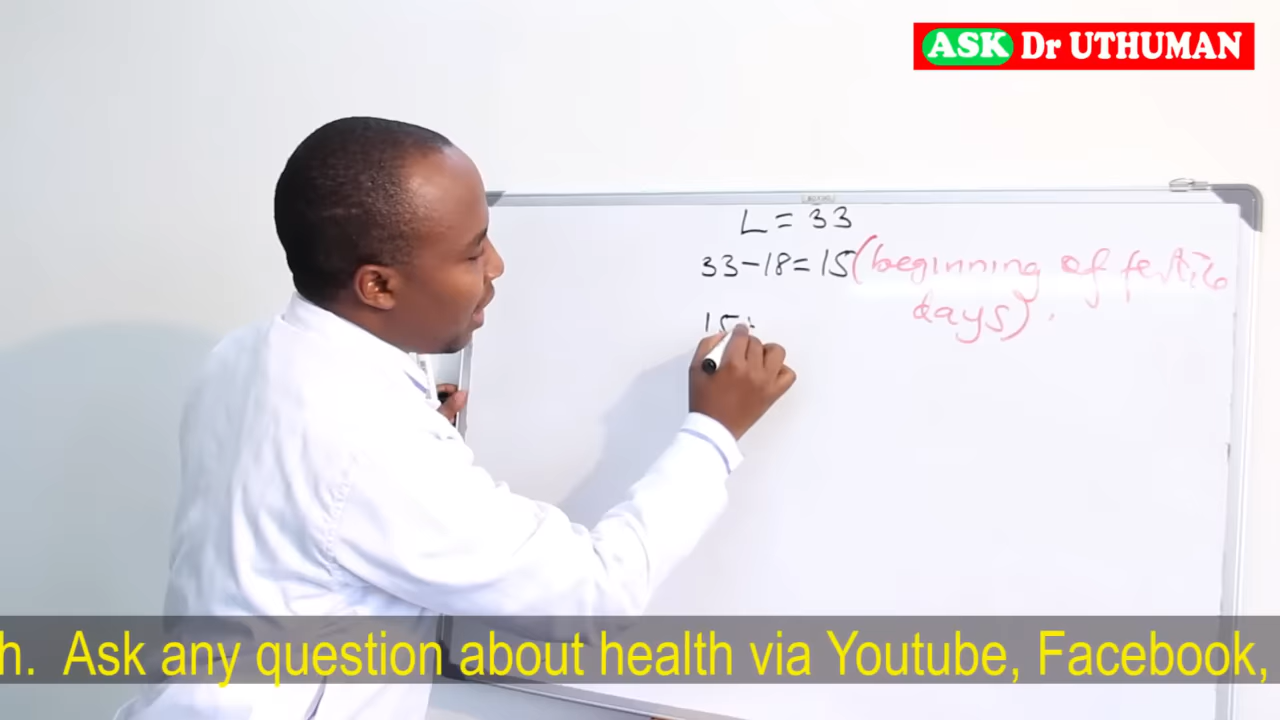 ASK Dr UTHUMAN
L = 33
33-18=15 (beginning of fertile
days).
15+
h. Ask any question about health via Youtube, Facebook,